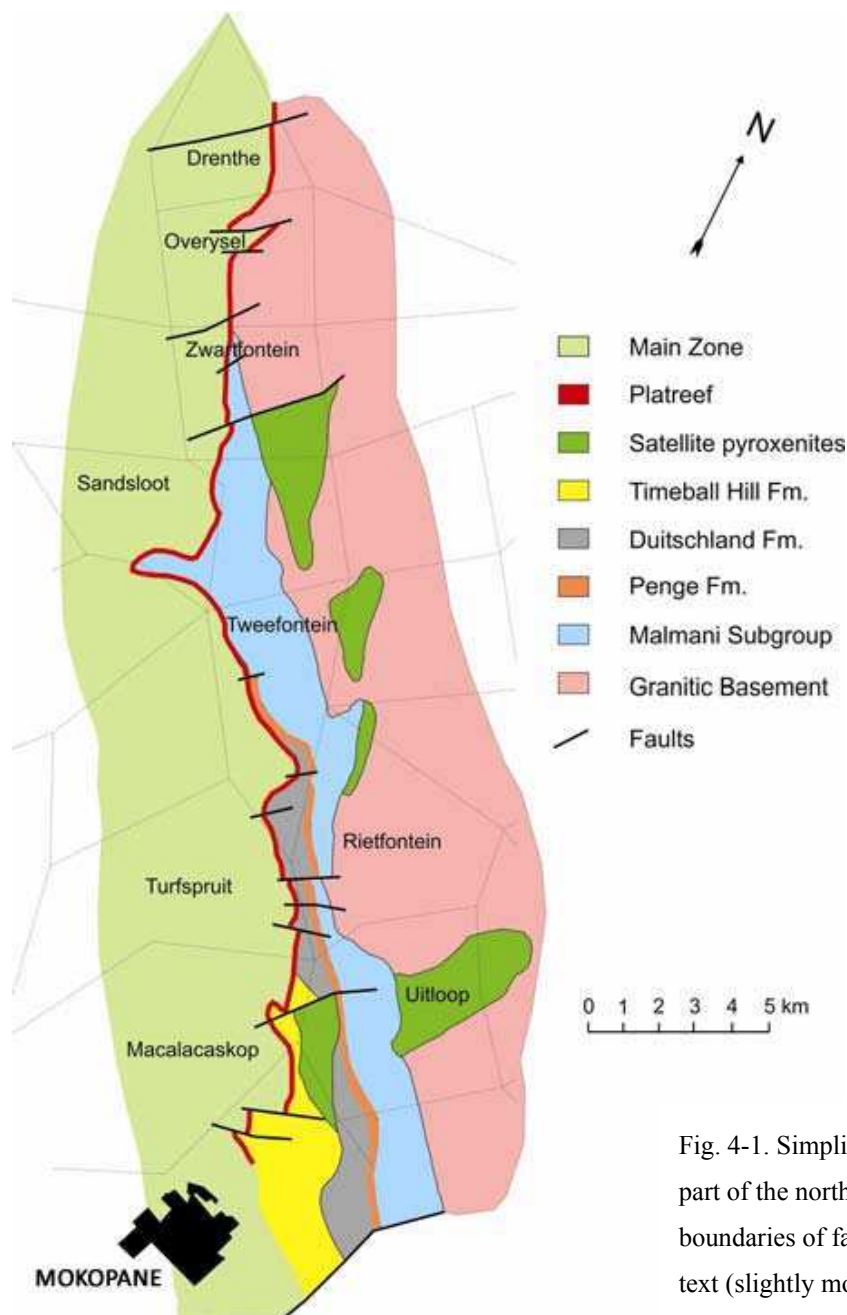 N
Drenthe
Overysel
Zwartfontein
Sandsloot
Tweefontein
Rietfontein
Turfspruit
Uitloop
Macalacaskop
MOKOPANE
Main Zone
Platreef
Satellite pyroxenites
Timeball Hill Fm.
Duitschland Fm.
Penge Fm.
Malmani Subgroup
Granitic Basement
Faults
0 1 2 3 4 5 km
Fig. 4-1. Simpli
part of the north
boundaries of fa
text (slightly mo